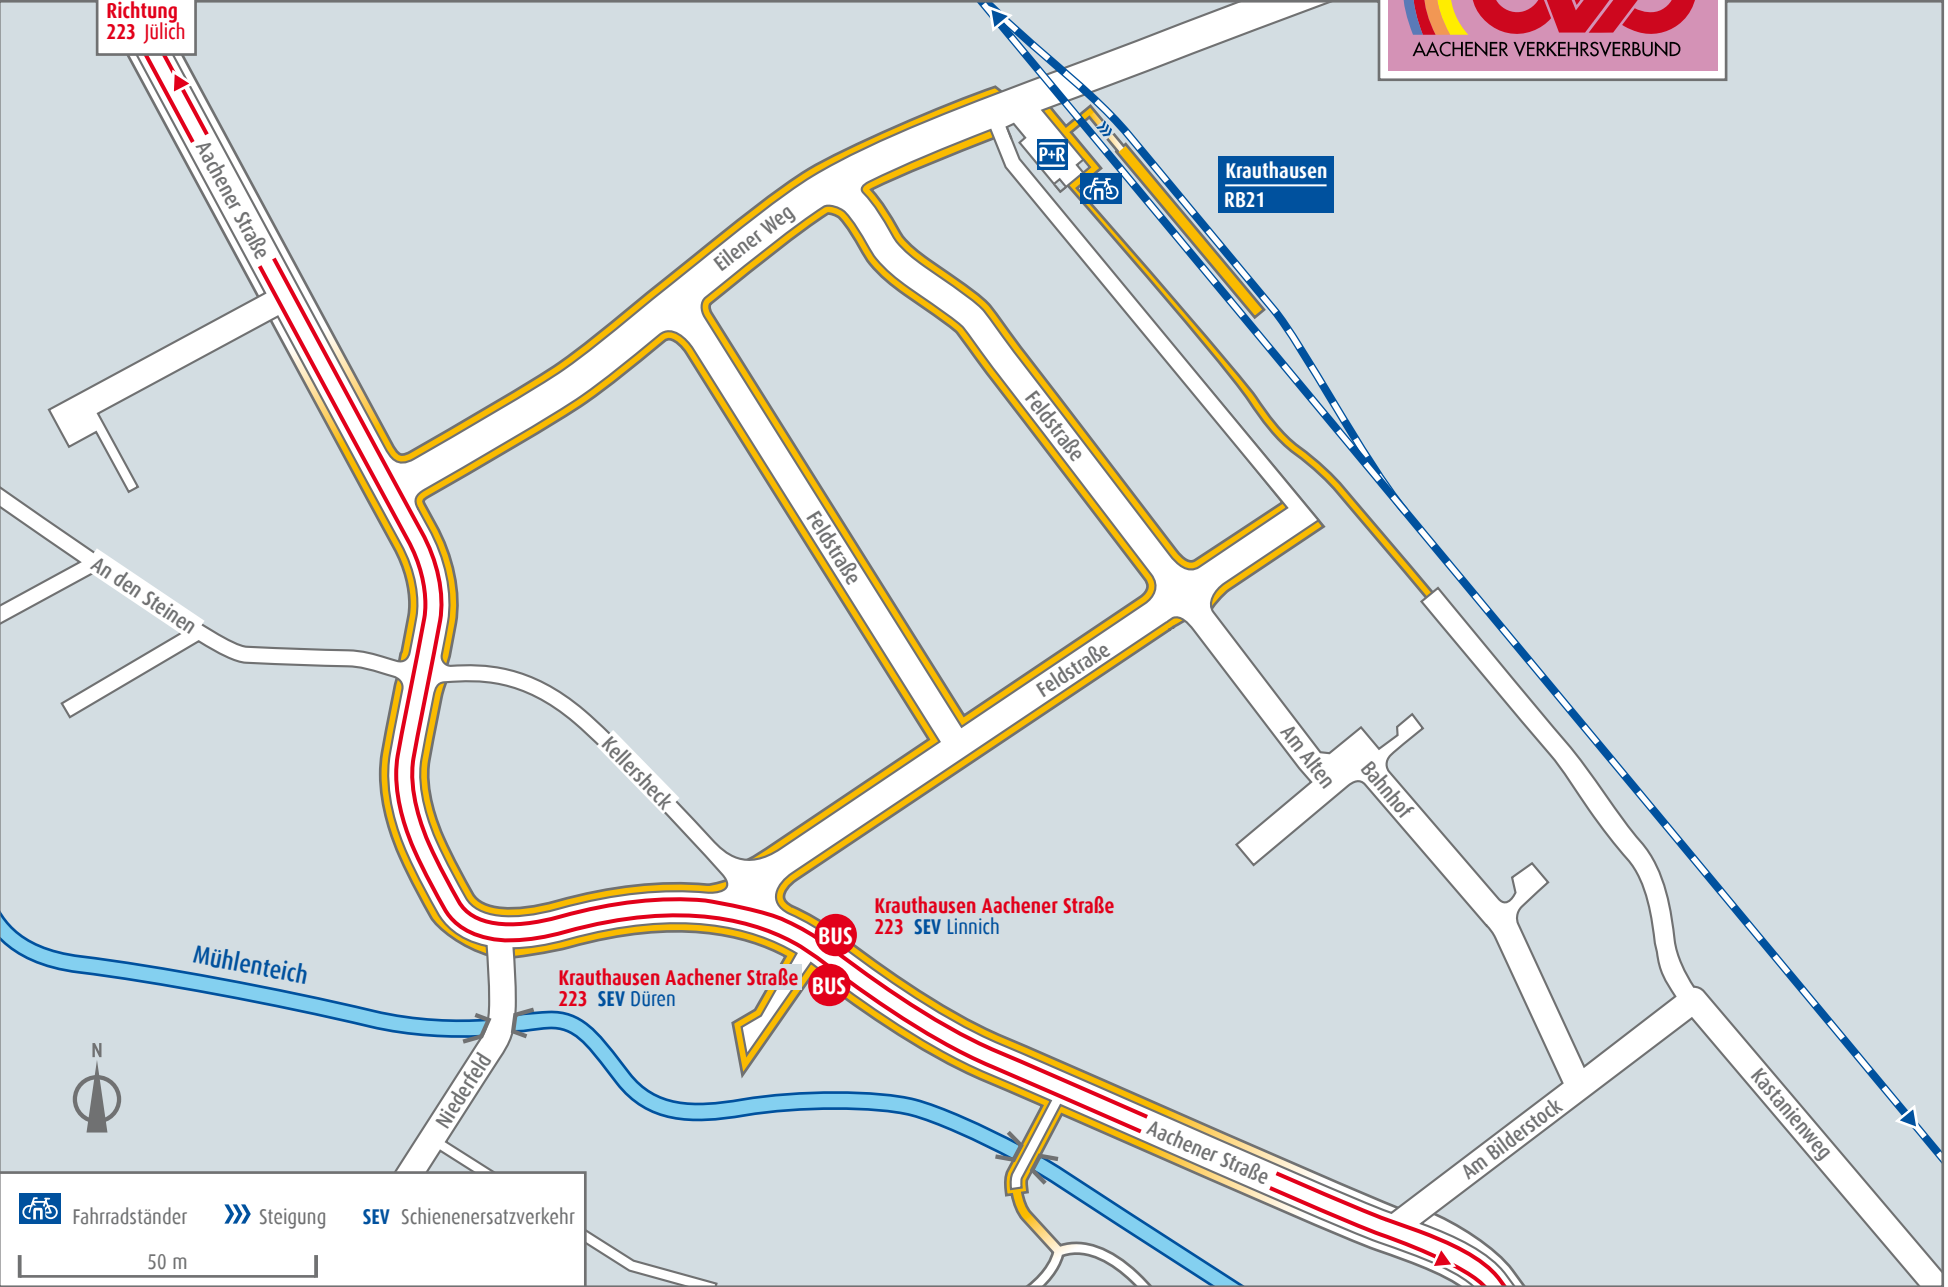 Richtung
223 Jülich
AACHENER VERKEHRSVERBUND
Aachener Straße
Eilener Weg
P+R
Krauthausen
RB21
Feldstraße
Feldstraße
Feldstraße
An den Steinen
Kellersheck
Am Alten
Bahnhof
BUS
Krauthausen Aachener Straße
223 SEV Linnich
Krauthausen Aachener Straße
223 SEV Düren
BUS
Mühlenteich
N
Niederfeld
Aachener Straße
Am Bilderstock
Kastanienweg
Fahrradständer
Steigung
SEV Schienenersatzverkehr
50 m